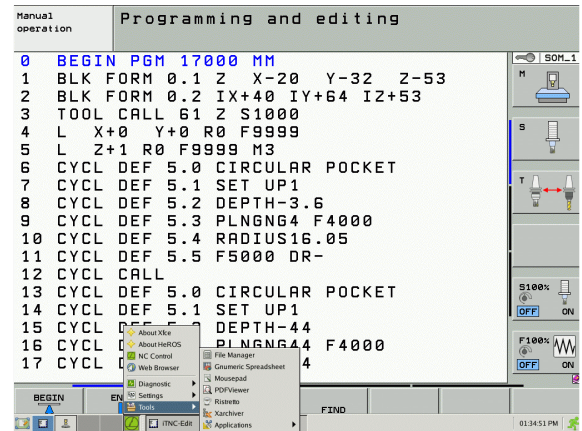 Manual
operation
Programming and editing
0 BEGIN PGM 17000 MM
1 BLK FORM 0.1 Z X-20 Y-32 Z-53
2 BLK FORM 0.2 IX+40 IY+64 IZ+53
3 TOOL CALL 61 Z S1000
4 L X+0 Y+0 R0 F9999
5 L Z+1 R0 F9999 M3
6 CYCL DEF 5.0 CIRCULAR POCKET
7 CYCL DEF 5.1 SET UP1
8 CYCL DEF 5.2 DEPTH-3.6
9 CYCL DEF 5.3 PLNGNG4 F4000
10 CYCL DEF 5.4 RADIUS16.05
11 CYCL DEF 5.5 F5000 DR-
12 CYCL CALL
13 CYCL DEF 5.0 CIRCULAR POCKET
14 CYCL DEF 5.1 SET UP1
15 CYCL DEPTH-44
16 CYCL PLNGNG44 F4000
17 CYCL 4
SOM_1
M
S
T
S100%
OFF ON
F100%
OFF ON
About Xfce
About HeROS
NC Control
Web Browser
Diagnostic
Settings
Tools
File Manager
Gnumeric Spreadsheet
Mousepad
PDFViewer
Ristretto
Xarchiver
Applications
BEGIN
FIND
iTNC-Edit
01:34:51 PM